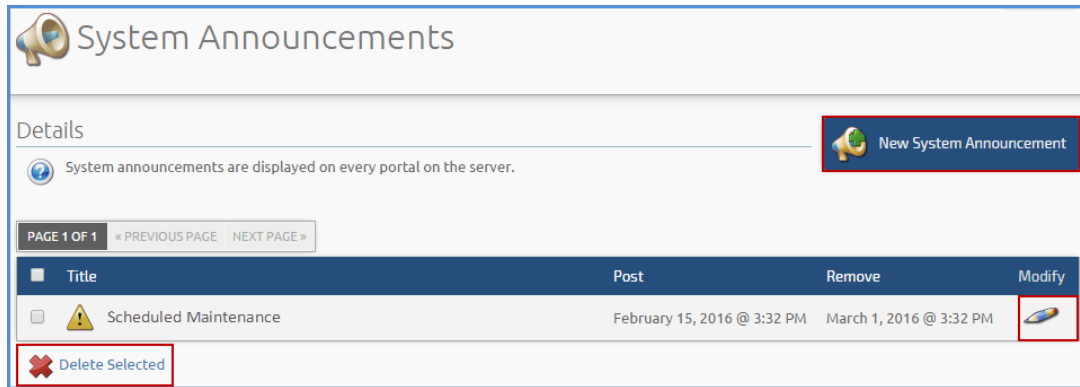 System Announcements
Details
New System Announcement
System announcements are displayed on every portal on the server.
PAGE 1 OF 1 « PREVIOUS PAGE NEXT PAGE »
Title Post Remove Modify
Scheduled Maintenance February 15, 2016 @ 3:32 PM March 1, 2016 @ 3:32 PM
Delete Selected